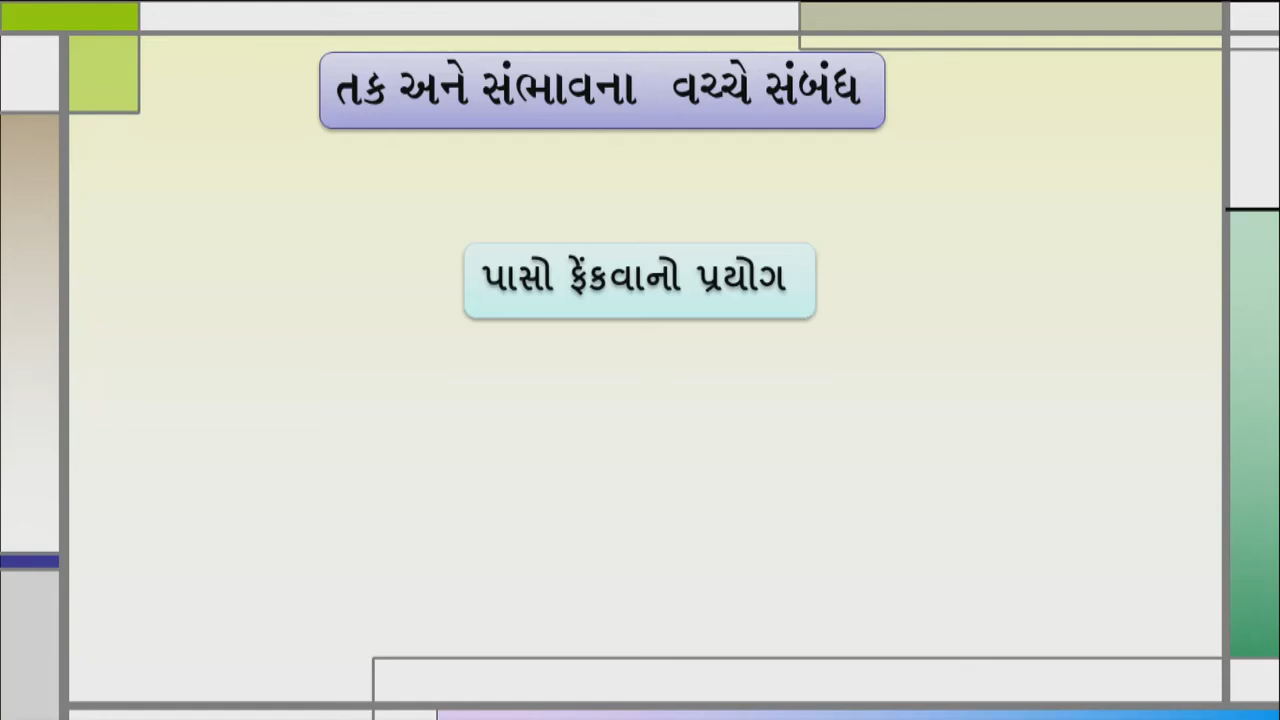 તક અને સંભાવના વચ્ચે સંબંધ
પાસો ફેંકવાનો પ્રયોગ